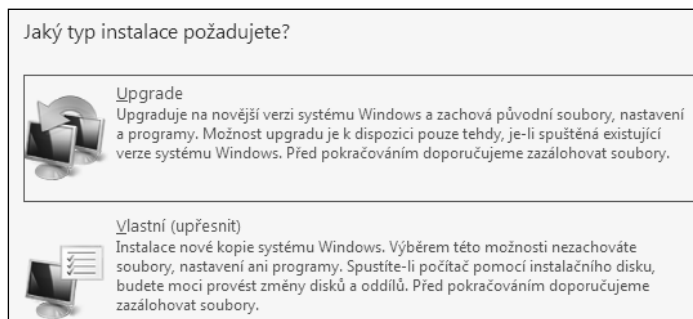 Jaký typ instalace požadujete?
Upgrade
Upgraduje na novější verzi systému Windows a zachová původní soubory, nastavení
a programy. Možnost upgradu je k dispozici pouze tehdy, je-li spuštěná existující
verze systému Windows. Před pokračováním doporučujeme zazálohovat soubory.
Vlastní (upřesnit)
Instalace nové kopie systému Windows. Výběrem této možnosti nezachováte
soubory, nastavení ani programy. Spustíte-li počítač pomocí instalačního disku,
budete moci provést změny disků a oddílů. Před pokračováním doporučujeme
zazálohovat soubory.